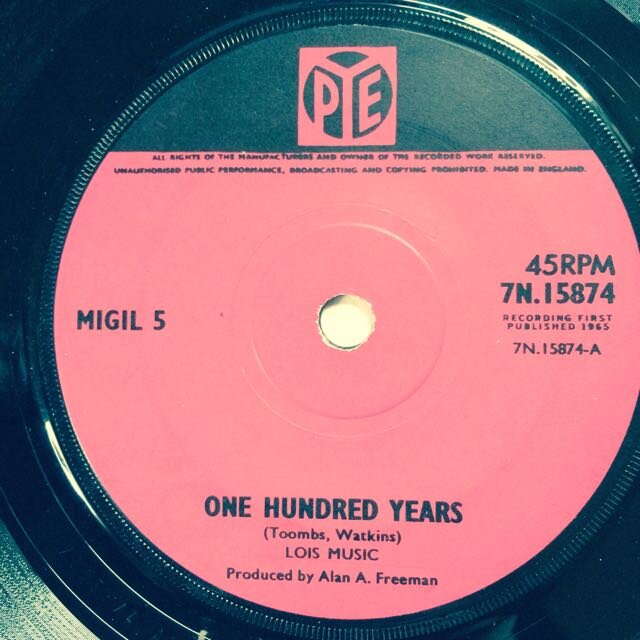 PYE
ALL RIGHTS OF THE MANUFACTURERS AND OWNER OF THE RECORDED WORK RESERVED.
UNAUTHORISED PUBLIC PERFORMANCE, BROADCASTING AND COPYING PROHIBITED. MADE IN ENGLAND.
45RPM
7N.15874
MIGIL 5
RECORDING FIRST
PUBLISHED 1965
7N.15874-A
ONE HUNDRED YEARS
(Toombs, Watkins)
LOIS MUSIC
Produced by Alan A. Freeman